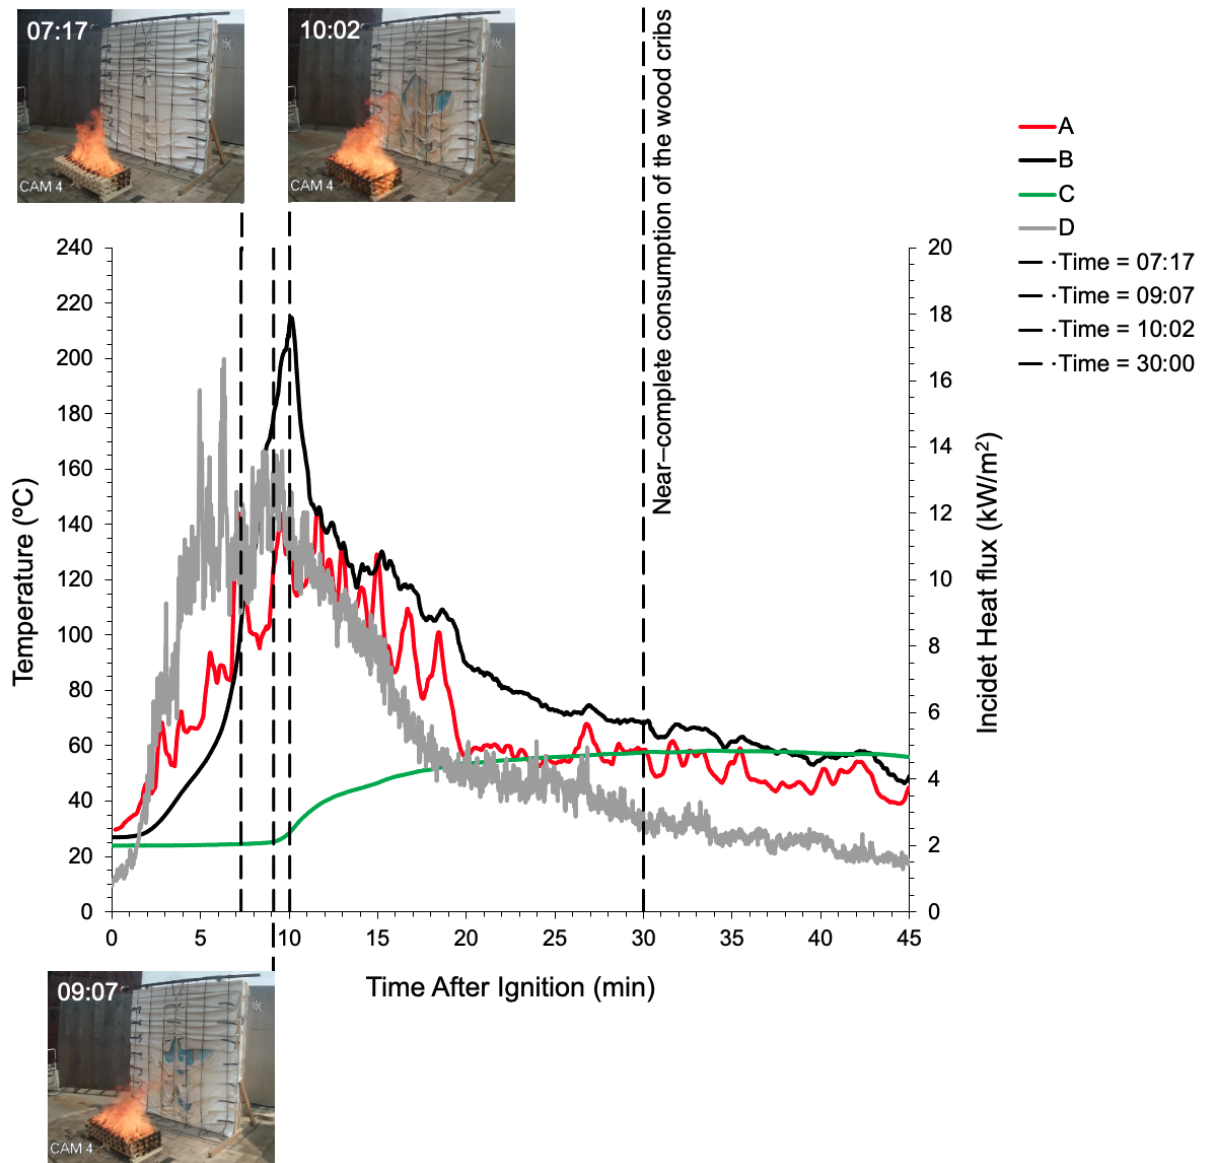 07:17
CAM 4
10:02
CAM 4
Near–complete consumption of the wood cribs
A
B
C
D
Time = 07:17
Time = 09:07
Time = 10:02
Time = 30:00
240
220
200
180
160
140
120
100
80
60
40
20
0
Temperature (ºC)
20
18
16
14
12
10
8
6
4
2
0
Incidet Heat flux (kW/m²)
0 5 10 15 20 25 30 35 40 45
Time After Ignition (min)
09:07
CAM 4